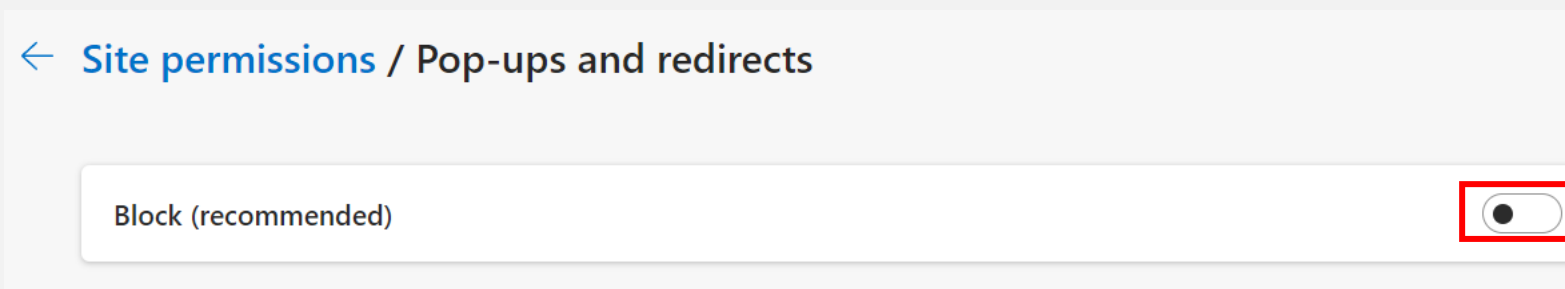 Site permissions / Pop-ups and redirects
Block (recommended)